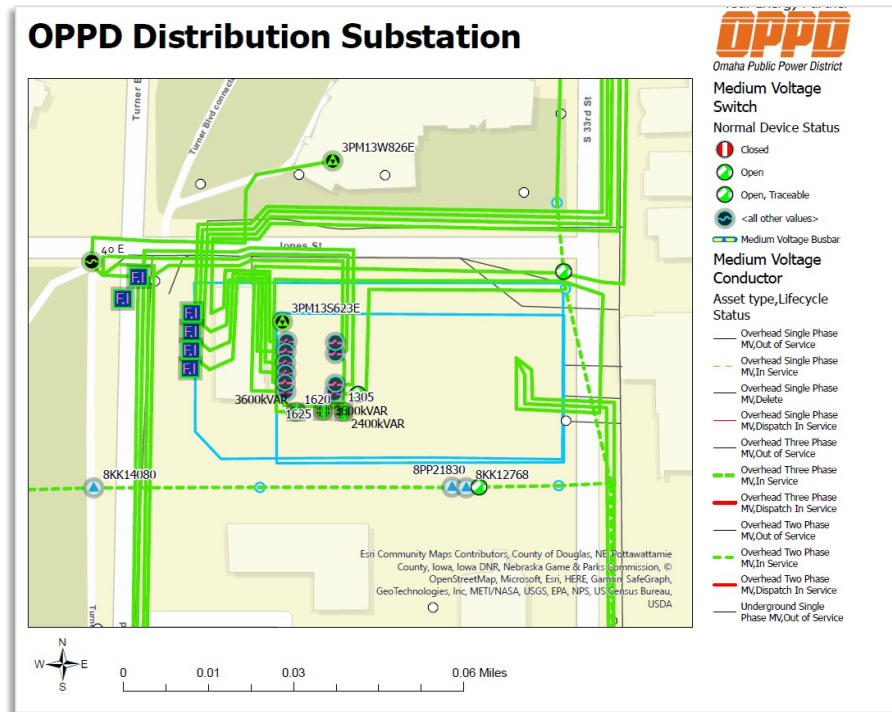 OPPD Distribution Substation
Your Energy Partner
OPPD
Omaha Public Power District
Medium Voltage
Switch
Normal Device Status
Closed
Open
Open, Traceable
<all other values>
Medium Voltage Busbar
Medium Voltage
Conductor
Asset type,Lifecycle
Status
Overhead Single Phase
MV,Out of Service
Overhead Single Phase
MV,In Service
Overhead Single Phase
MV,Delete
Overhead Single Phase
MV,Dispatch In Service
Overhead Three Phase
MV,Out of Service
Overhead Three Phase
MV,In Service
Overhead Three Phase
MV,Dispatch In Service
Overhead Two Phase
MV,Out of Service
Overhead Two Phase
MV,In Service
Overhead Two Phase
MV,Dispatch In Service
Underground Single
Phase MV,Out of Service
Turner B
Turner Blvd connect
S 33rd St
3PM13W826E
40 E
Jones St
F.I
F.I
F.I
F.I
F.I
F.I
3PM13S623E
3600kVAR
1620
1305
1625
3600kVAR
2400kVAR
8KK14080
8PP21830
8KK12768
Esri Community Maps Contributors, County of Douglas, NE, Pottawattamie
County, Iowa, Iowa DNR, Nebraska Game & Parks Commission, ©
OpenStreetMap, Microsoft, Esri, HERE, Garmin, SafeGraph,
GeoTechnologies, Inc, METI/NASA, USGS, EPA, NPS, US Census Bureau,
USDA
Turne
N
W
E
S
0
0.01
0.03
0.06 Miles